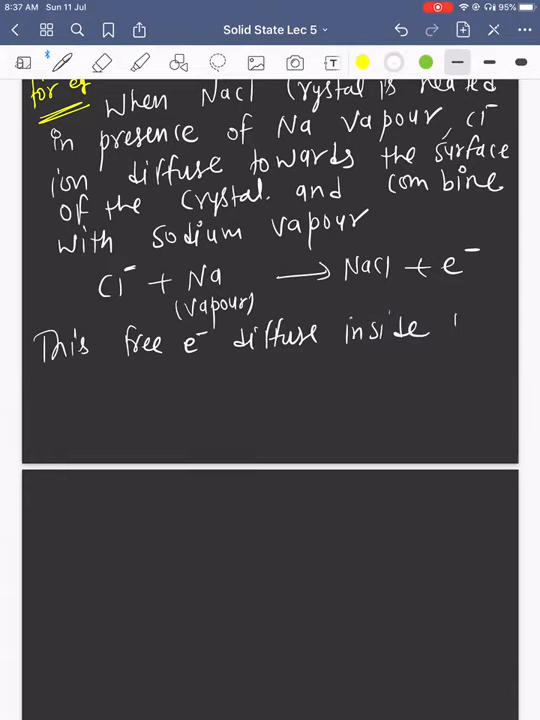 8:37 AM Sun 11 Jul
95%
Solid State Lec 5
T
for eg
When NaCl Crystal is heated
in presence of Na Vapour, Cl⁻
ion diffuse towards the surface
of the crystal. and combine
with sodium vapour
Cl⁻ + Na → NaCl + e⁻
(vapour)
This free e⁻ diffuse inside